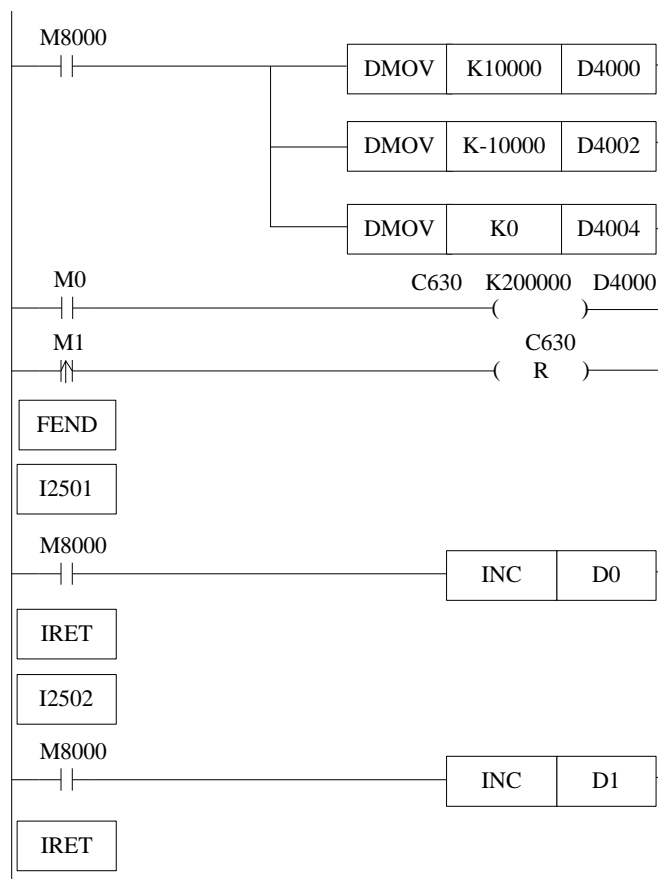 M8000
DMOV K10000 D4000
DMOV K-10000 D4002
DMOV K0 D4004
M0 C630 K200000 D4000
( )
M1 C630
( R )
FEND
I2501
M8000
INC D0
IRET
I2502
M8000
INC D1
IRET